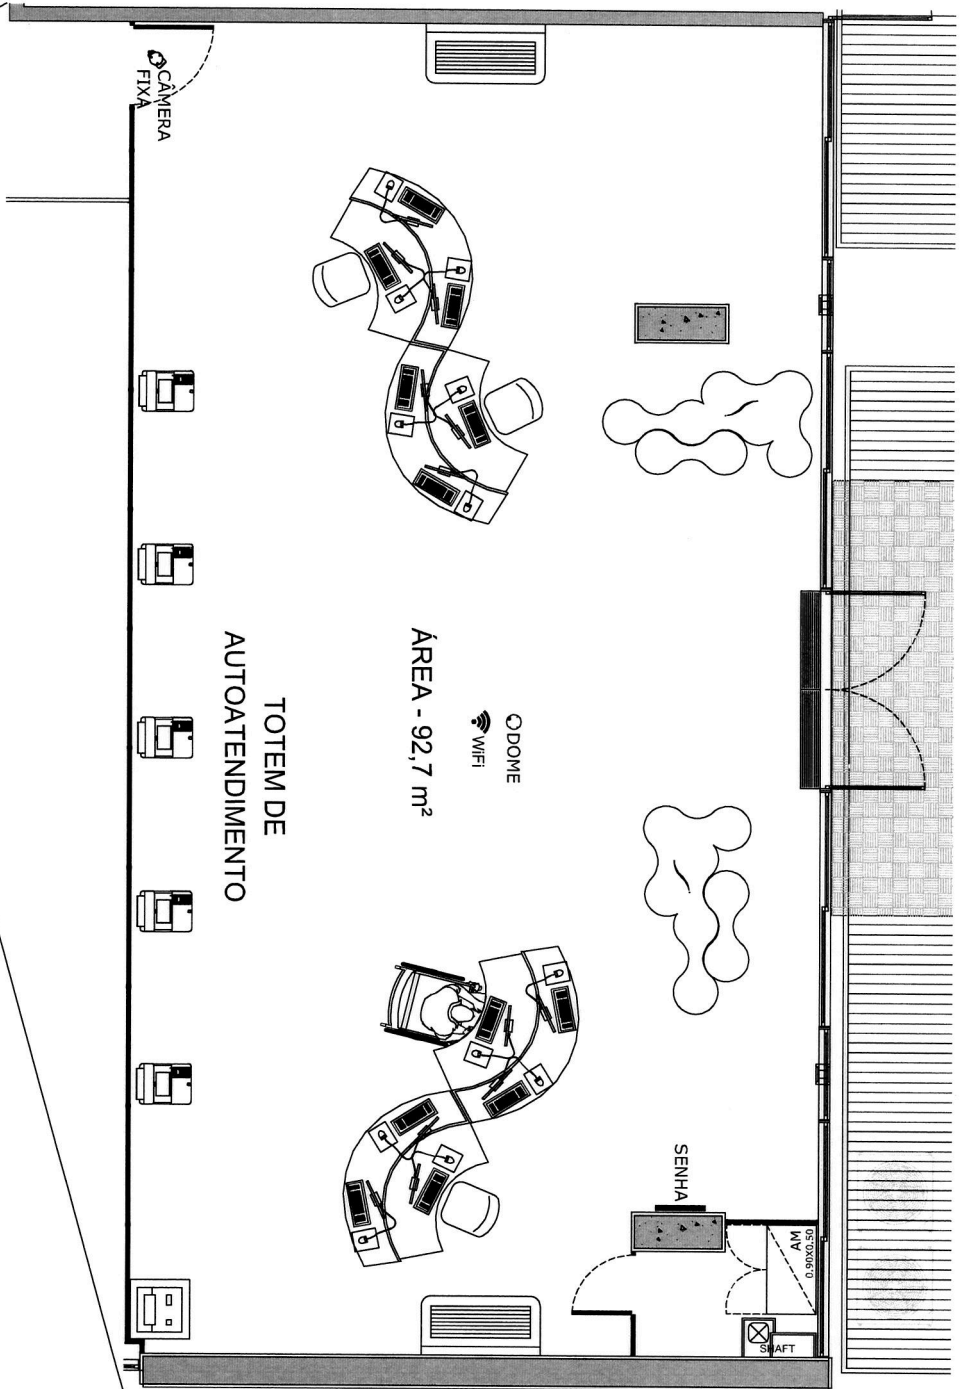 CÂMERA
FIXA
DOME
WiFi
ÁREA - 92,7 m²
TOTEM DE
AUTOATENDIMENTO
SENHA
AM
0.90X0.50
SHAFT